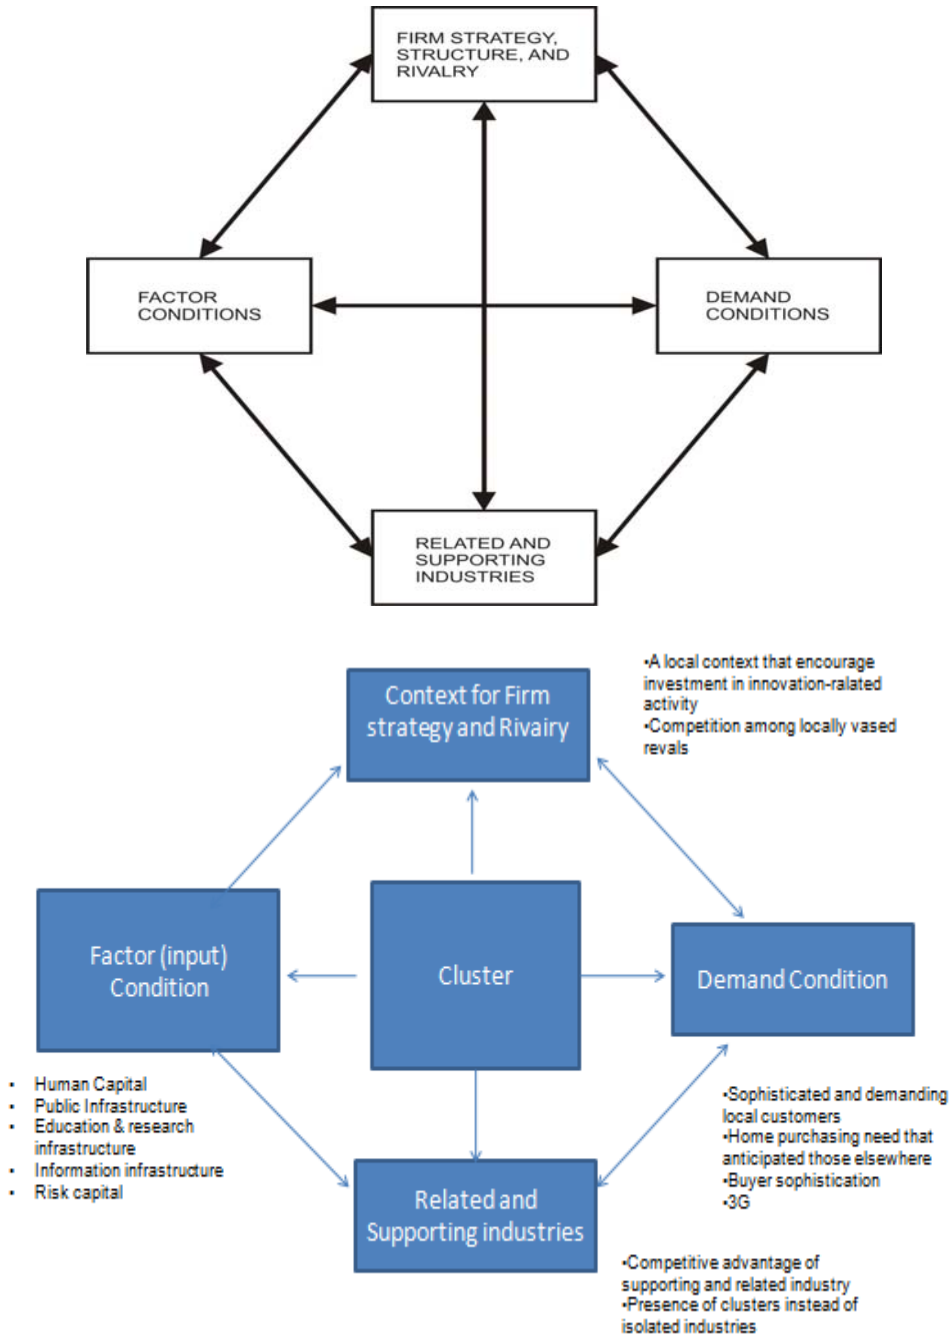 FIRM STRATEGY,
STRUCTURE, AND
RIVALRY
FACTOR
CONDITIONS
DEMAND
CONDITIONS
RELATED AND
SUPPORTING
INDUSTRIES
•A local context that encourage
investment in innovation-ralated
activity
•Competition among locally vased
revals
Context for Firm
strategy and Rivairy
Factor (input)
Condition
Cluster
Demand Condition
• Human Capital
• Public Infrastructure
• Education & research
infrastructure
• Information infrastructure
• Risk capital
•Sophisticated and demanding
local customers
•Home purchasing need that
anticipated those elsewhere
•Buyer sophistication
•3G
Related and
Supporting industries
•Competitive advantage of
supporting and related industry
•Presence of clusters instead of
isolated industries